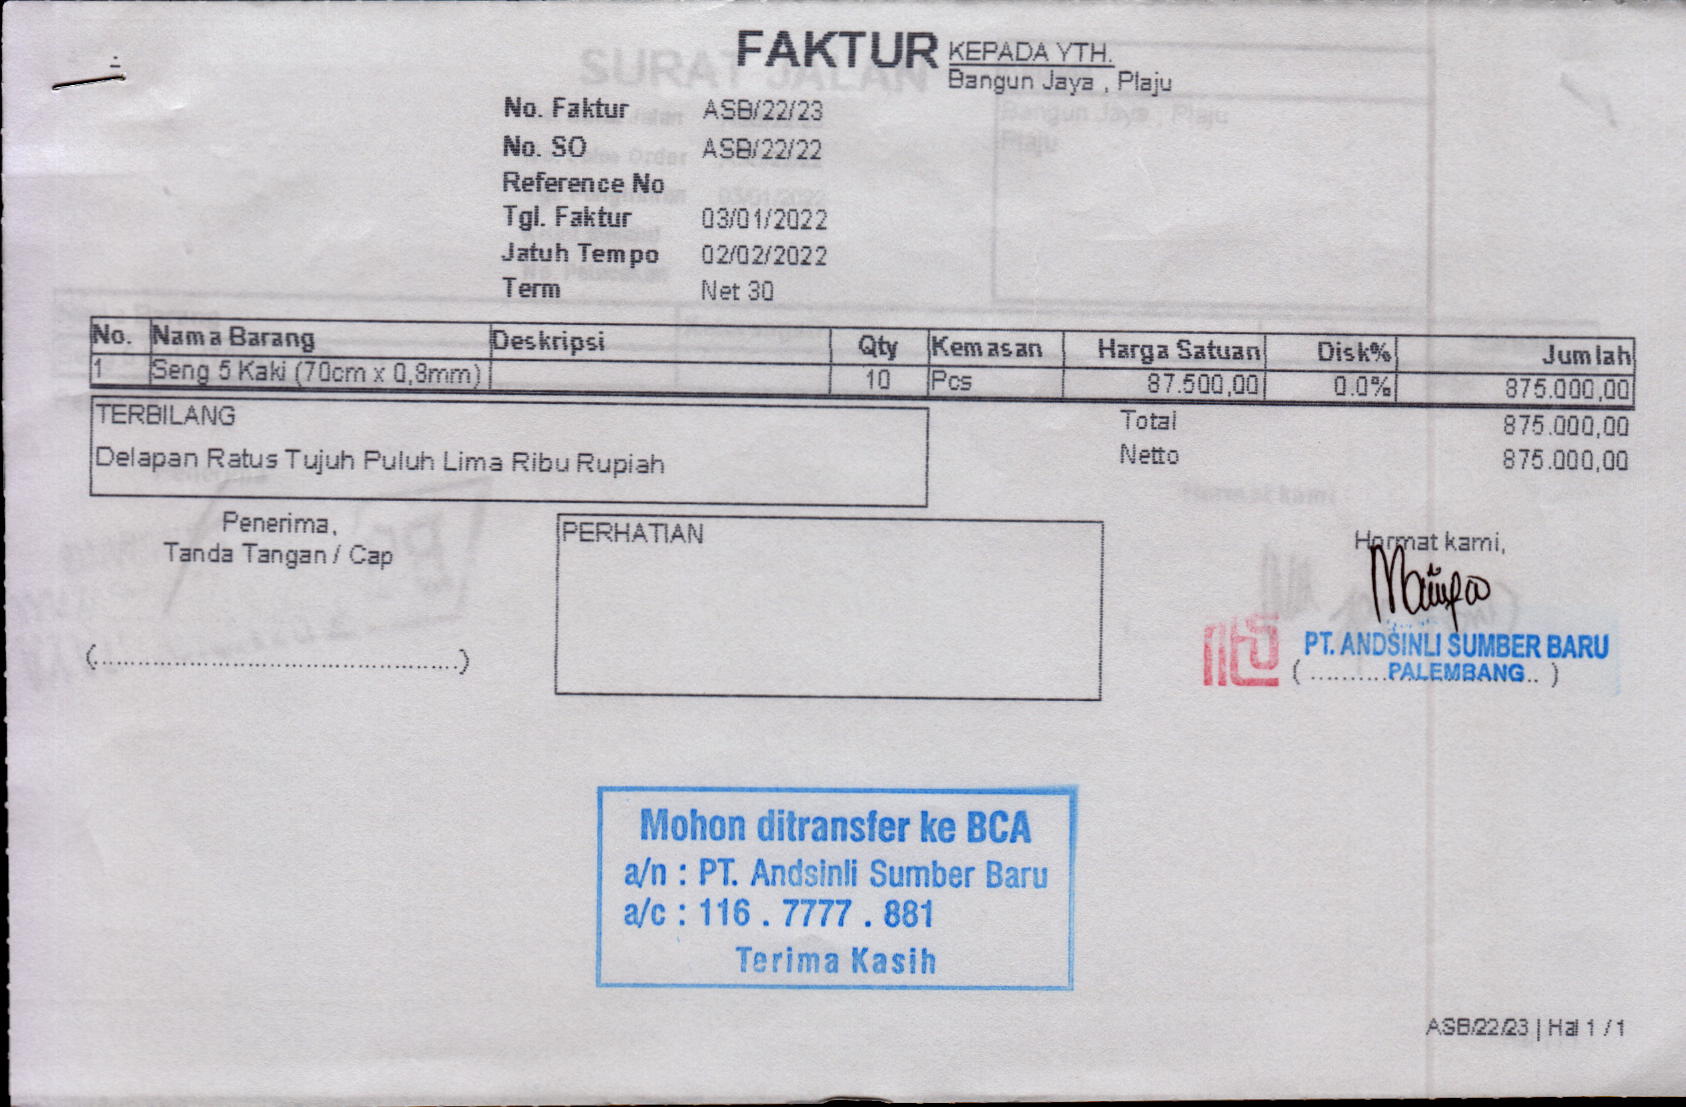 FAKTUR
KEPADA YTH.
Bangun Jaya , Plaju
No. Faktur ASB/22/23
No. SO ASB/22/22
Reference No
Tgl. Faktur 03/01/2022
Jatuh Tempo 02/02/2022
Term Net 30
No. Nama Barang Deskripsi Qty Kemasan Harga Satuan Disk% Jumlah
1 Seng 5 Kaki (70cm x 0,3mm) 10 Pcs 87.500,00 0.0% 875.000,00
TERBILANG
Delapan Ratus Tujuh Puluh Lima Ribu Rupiah
Total 875.000,00
Netto 875.000,00
Penerima,
Tanda Tangan / Cap
(................................................)
PERHATIAN
Hormat kami,
PT. ANDSINLI SUMBER BARU
PALEMBANG
Mohon ditransfer ke BCA
a/n : PT. Andsinli Sumber Baru
a/c : 116 . 7777 . 881
Terima Kasih
ASB/22/23 | Hal 1 / 1